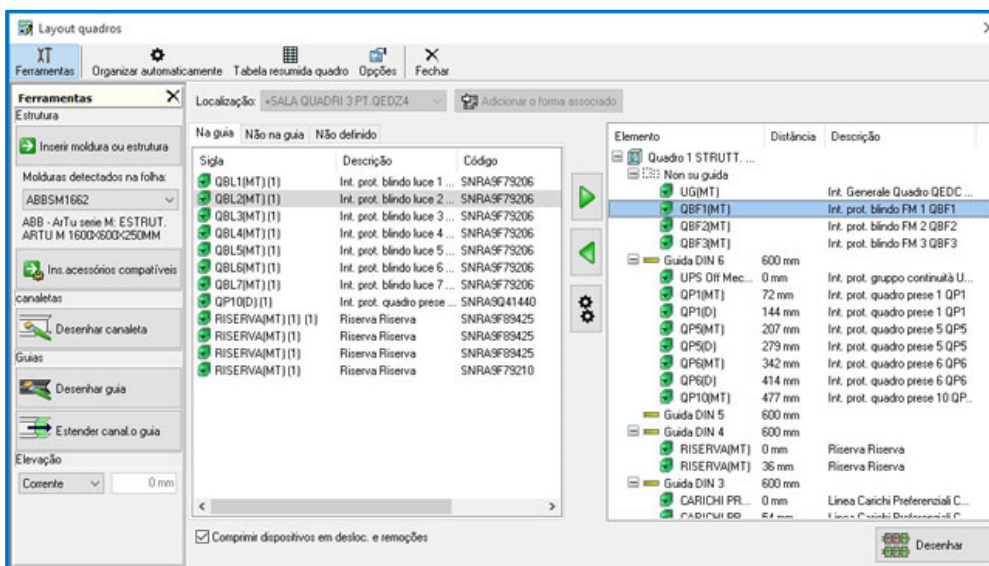 Layout quadros
Ferramentas Organizar automaticamente Tabela resumida quadro Opções Fechar
Ferramentas
Estrutura
Inserir moldura ou estrutura
Molduras detectados na folha:
ABBSM1662
ABB - ArTu serie M: ESTRUT.
ARTU M 1600X600X250MM
Ins.acessórios compatíveis
canaletas
Desenhar canaleta
Guias
Desenhar guia
Estender canal.o guia
Elevação
Corrente 0 mm
Localização: +SALA QUADRI 3 PT.QEDZ4 Adicionar o forma associado
Na guia Não na guia Não definido
Sigla Descrição Código
QBL1(MT) (1) Int. prot. blindo luce 1 ... SNRA9F79206
QBL2(MT) (1) Int. prot. blindo luce 2 ... SNRA9F79206
QBL3(MT) (1) Int. prot. blindo luce 3 ... SNRA9F79206
QBL4(MT) (1) Int. prot. blindo luce 4 ... SNRA9F79206
QBL5(MT) (1) Int. prot. blindo luce 5 ... SNRA9F79206
QBL6(MT) (1) Int. prot. blindo luce 6 ... SNRA9F79206
QBL7(MT) (1) Int. prot. blindo luce 7 ... SNRA9F79206
QP10(D) (1) Int. prot. quadro prese ... SNRA9Q41440
RISERVA(MT) (1) (1) Riserva Riserva SNRA9F89425
RISERVA(MT) (1) Riserva Riserva SNRA9F89425
RISERVA(MT) (1) Riserva Riserva SNRA9F89425
RISERVA(MT) (1) Riserva Riserva SNRA9F79210
Comprimir dispositivos em desloc. e remoções
Elemento Distância Descrição
Quadro 1 STRUTT. ...
Non su guida
UG(MT) Int. Generale Quadro QEDC ...
QBF1(MT) Int. prot. blindo FM 1 QBF1
QBF2(MT) Int. prot. blindo FM 2 QBF2
QBF3(MT) Int. prot. blindo FM 3 QBF3
Guida DIN 6 600 mm
UPS Off Mec... 0 mm Int. prot. gruppo continuità U...
QP1(MT) 72 mm Int. prot. quadro prese 1 QP1
QP1(D) 144 mm Int. prot. quadro prese 1 QP1
QP5(MT) 207 mm Int. prot. quadro prese 5 QP5
QP5(D) 279 mm Int. prot. quadro prese 5 QP5
QP6(MT) 342 mm Int. prot. quadro prese 6 QP6
QP6(D) 414 mm Int. prot. quadro prese 6 QP6
QP10(MT) 477 mm Int. prot. quadro prese 10 QP...
Guida DIN 5 600 mm
Guida DIN 4 600 mm
RISERVA(MT) 0 mm Riserva Riserva
RISERVA(MT) 36 mm Riserva Riserva
Guida DIN 3 600 mm
CARICHI PR... 0 mm Linea Carichi Preferenziali C...
CARICHI PR... 54 mm Linea Carichi Preferenziali C...
Desenhar